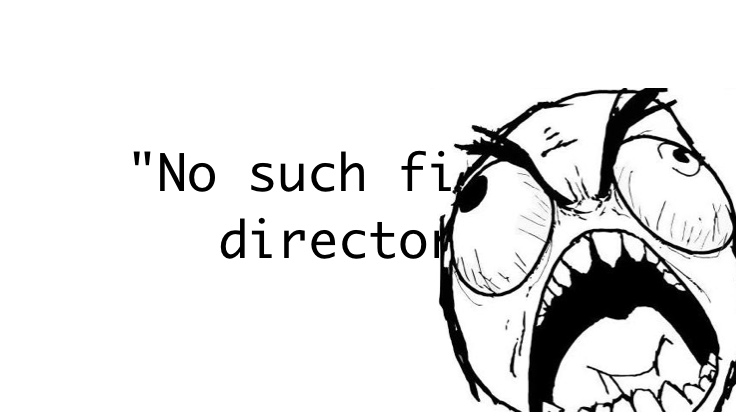 "No such fi
director